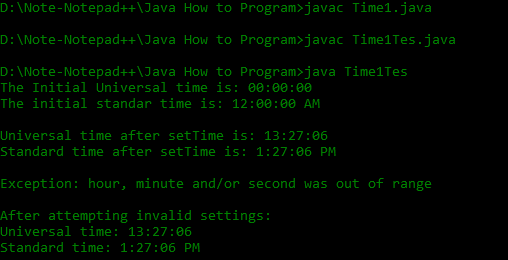 D:\Note-Notepad++\Java How to Program>javac Time1.java
D:\Note-Notepad++\Java How to Program>javac Time1Tes.java
D:\Note-Notepad++\Java How to Program>java Time1Tes
The Initial Universal time is: 00:00:00
The initial standar time is: 12:00:00 AM
Universal time after setTime is: 13:27:06
Standard time after setTime is: 1:27:06 PM
Exception: hour, minute and/or second was out of range
After attempting invalid settings:
Universal time: 13:27:06
Standard time: 1:27:06 PM